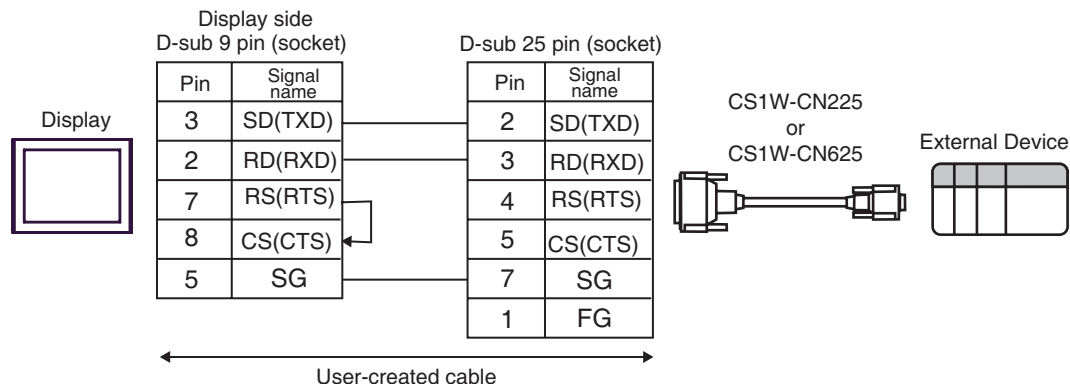 Display side
D-sub 9 pin (socket)
D-sub 25 pin (socket)
Pin Signal name
Pin Signal name
3 SD(TXD)
2 SD(TXD)
2 RD(RXD)
3 RD(RXD)
7 RS(RTS)
4 RS(RTS)
8 CS(CTS)
5 CS(CTS)
5 SG
7 SG
1 FG
Display
CS1W-CN225
or
CS1W-CN625
External Device
User-created cable